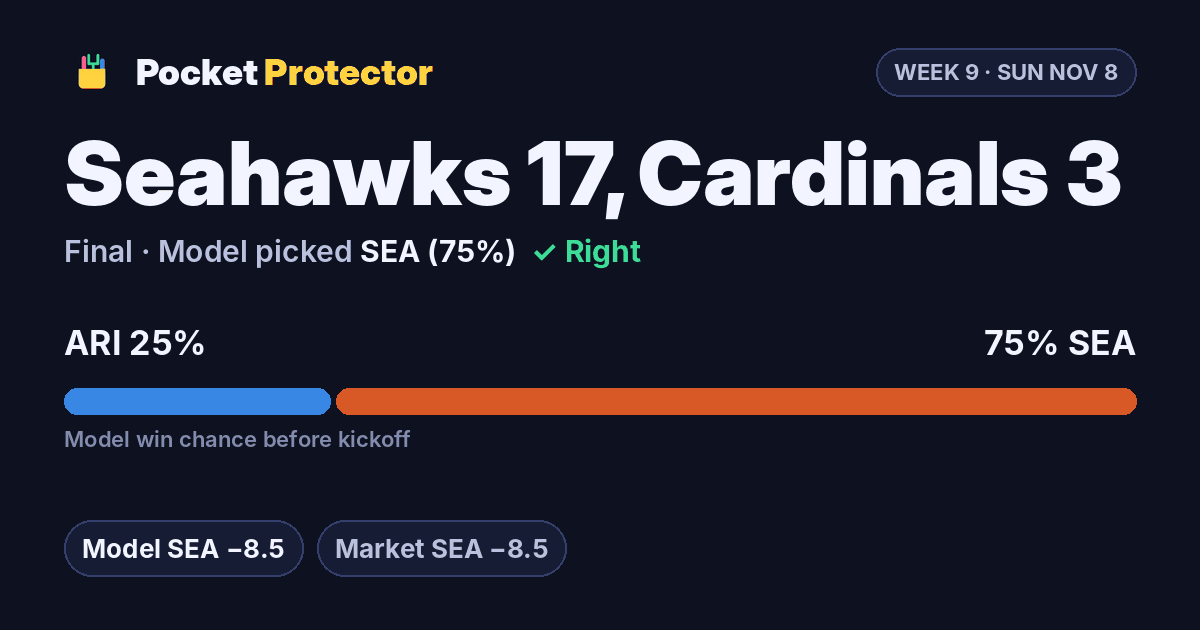 Pocket Protector
WEEK 9 · SUN NOV 8
Seahawks 17, Cardinals 3
Final · Model picked SEA (75%) ✓ Right
ARI 25%
75% SEA
Model win chance before kickoff
Model SEA −8.5
Market SEA −8.5